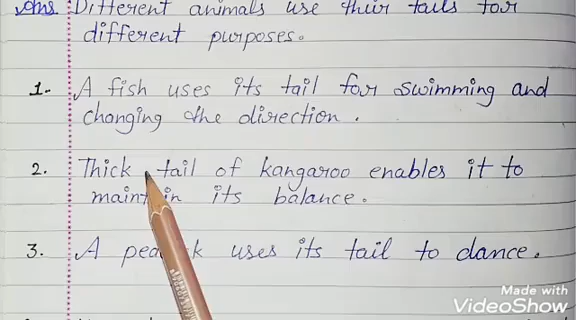 Ans Different animals use their tails for
different purposes.
1. A fish uses its tail for swimming and
changing the direction.
2. Thick tail of kangaroo enables it to
maintain its balance.
3. A peacock uses its tail to dance.
Made with
VideoShow